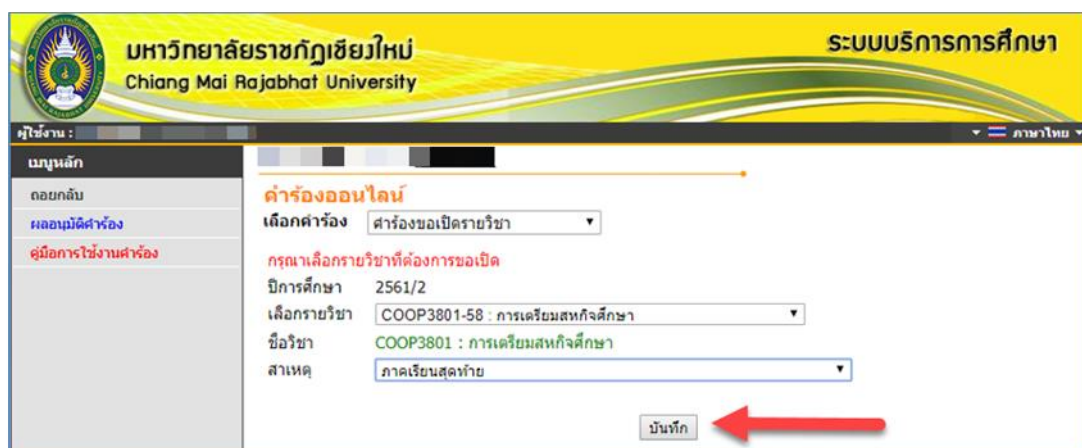 มหาวิทยาลัยราชภัฏเชียงใหม่
Chiang Mai Rajabhat University
ระบบบริการการศึกษา
ผู้ใช้งาน :
ภาษาไทย
เมนูหลัก
ถอยกลับ
ผลอนุมัติคำร้อง
คู่มือการใช้งานคำร้อง
คำร้องออนไลน์
เลือกคำร้อง คำร้องขอเปิดรายวิชา
กรุณาเลือกรายวิชาที่ต้องการขอเปิด
ปีการศึกษา 2561/2
เลือกรายวิชา COOP3801-58 : การเตรียมสหกิจศึกษา
ชื่อวิชา COOP3801 : การเตรียมสหกิจศึกษา
สาเหตุ ภาคเรียนสุดท้าย
บันทึก